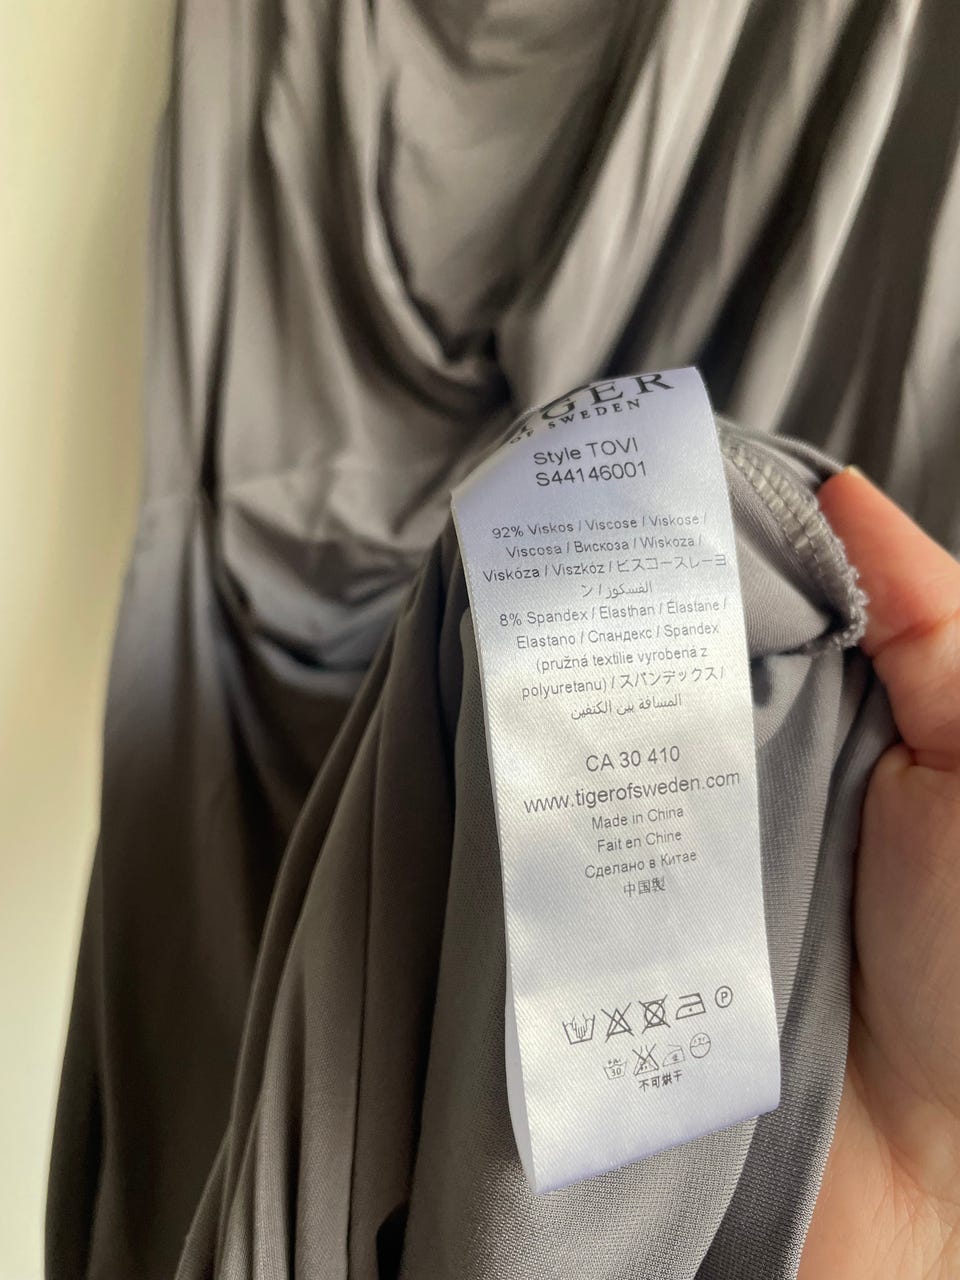 TIGER
OF SWEDEN
Style TOVI
S44146001
92% Viskos / Viscose / Viskose /
Viscosa / Вискоза / Wiskoza /
Viskóza / Viszkóz / ビスコースレーヨ
ン / الفسكوز
8% Spandex / Elasthan / Élastane /
Elastano / Спандекс / Spandex
(pružná textilie vyrobená z
polyuretanu) / スパンデックス /
المسافة بين الكتفين
CA 30 410
www.tigerofsweden.com
Made in China
Fait en Chine
Сделано в Китае
中国製
P
30
不可烘干